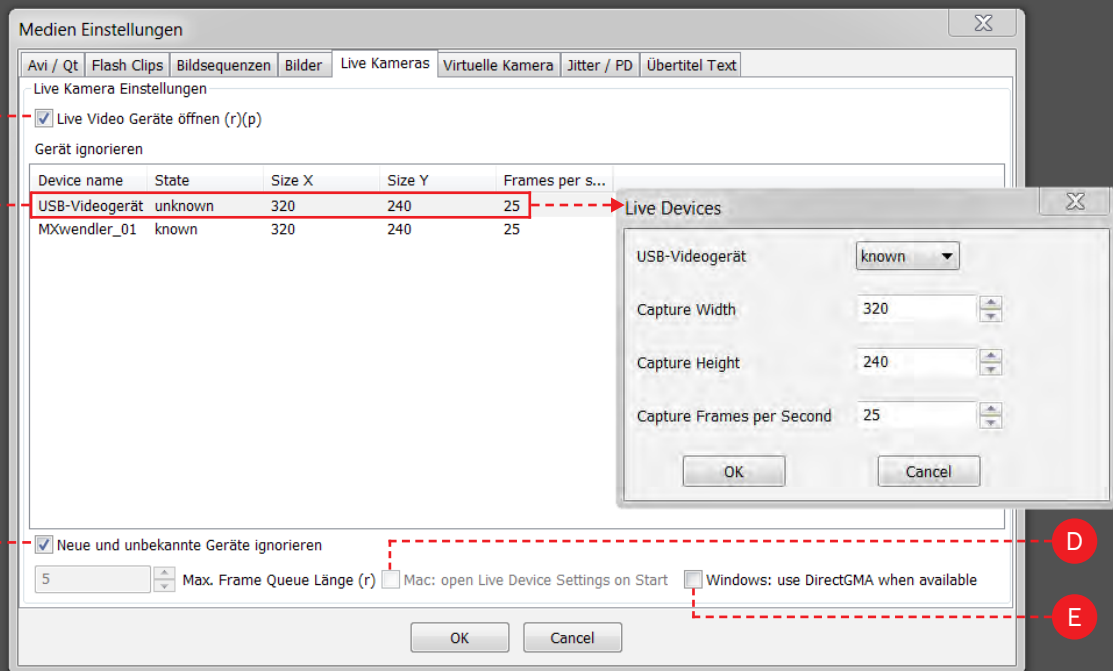 Medien Einstellungen
Avi / Qt Flash Clips Bildsequenzen Bilder Live Kameras Virtuelle Kamera Jitter / PD Übertitel Text
Live Kamera Einstellungen
Live Video Geräte öffnen (r)(p)
Gerät ignorieren
Device name State Size X Size Y Frames per s...
USB-Videogerät unknown 320 240 25
MXwendler_01 known 320 240 25
Live Devices
USB-Videogerät known
Capture Width 320
Capture Height 240
Capture Frames per Second 25
OK Cancel
Neue und unbekannte Geräte ignorieren
D
5 Max. Frame Queue Länge (r) Mac: open Live Device Settings on Start Windows: use DirectGMA when available
E
OK Cancel